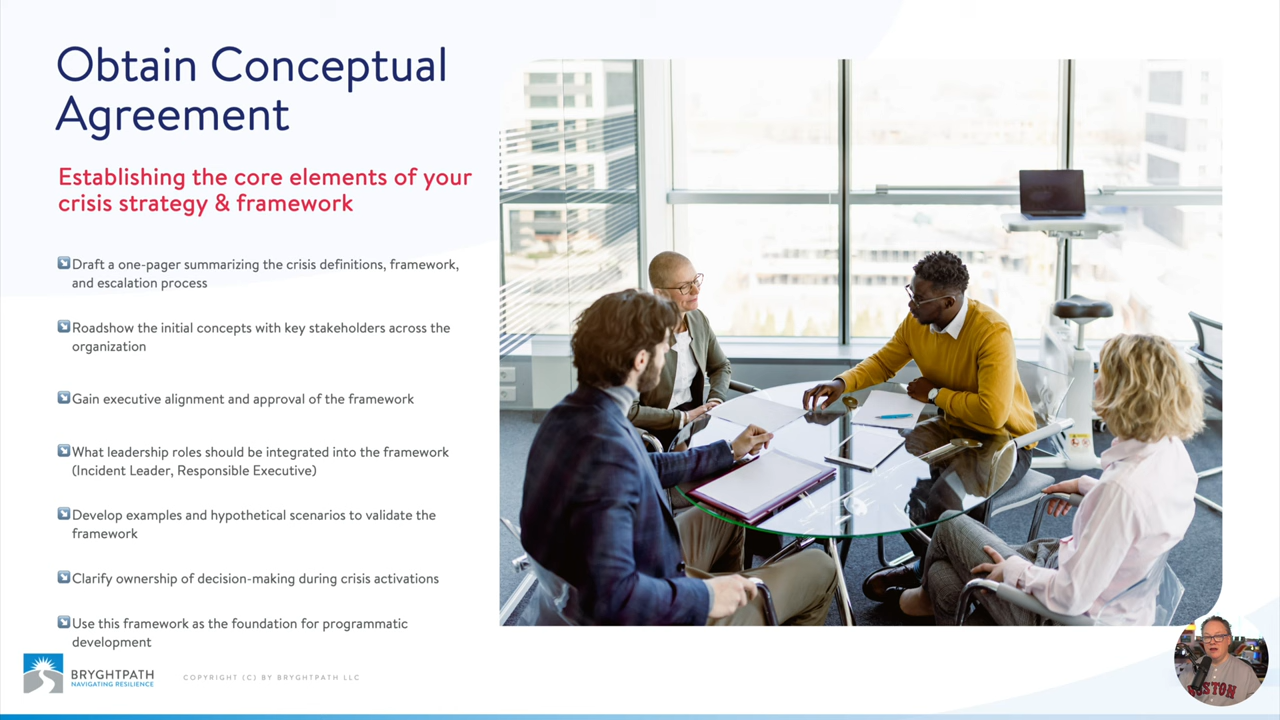 Obtain Conceptual
Agreement
Establishing the core elements of your
crisis strategy & framework
Draft a one-pager summarizing the crisis definitions, framework,
and escalation process
Roadshow the initial concepts with key stakeholders across the
organization
Gain executive alignment and approval of the framework
What leadership roles should be integrated into the framework
(Incident Leader, Responsible Executive)
Develop examples and hypothetical scenarios to validate the
framework
Clarify ownership of decision-making during crisis activations
Use this framework as the foundation for programmatic
development
BRYGHTPATH
NAVIGATING RESILIENCE
COPYRIGHT (C) BY BRYGHTPATH LLC
BOSTON